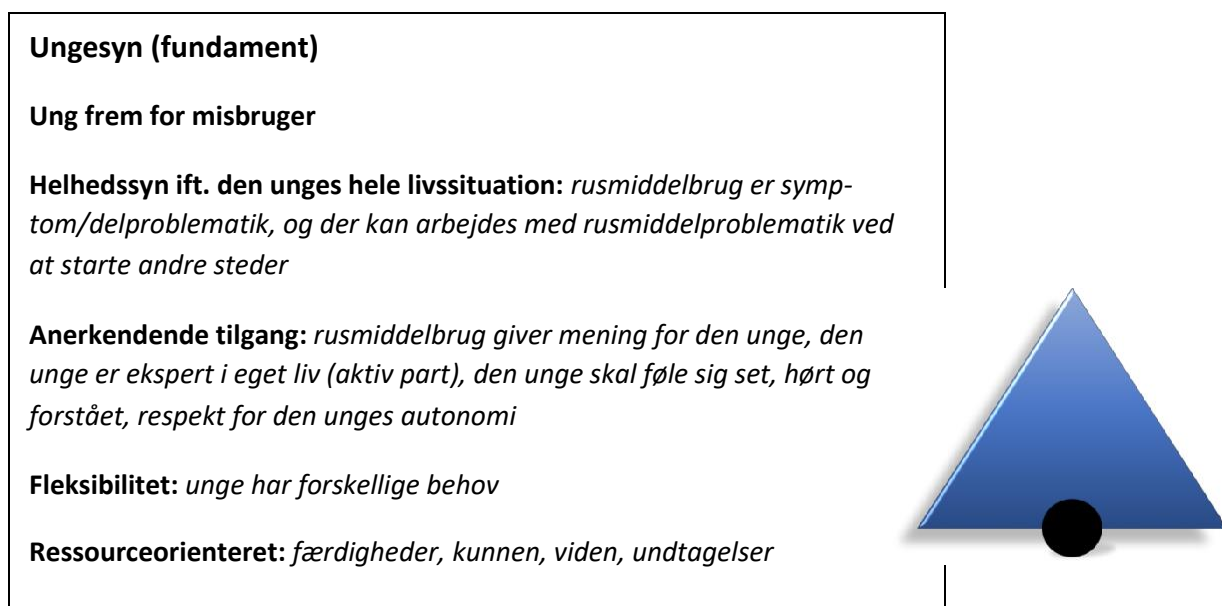 Ungesyn (fundament)
Ung frem for misbruger
Helhedssyn ift. den unges hele livssituation: rusmiddelbrug er symp-
tom/delproblematik, og der kan arbejdes med rusmiddelproblematik ved
at starte andre steder
Anerkendende tilgang: rusmiddelbrug giver mening for den unge, den
unge er ekspert i eget liv (aktiv part), den unge skal føle sig set, hørt og
forstået, respekt for den unges autonomi
Fleksibilitet: unge har forskellige behov
Ressourceorienteret: færdigheder, kunnen, viden, undtagelser